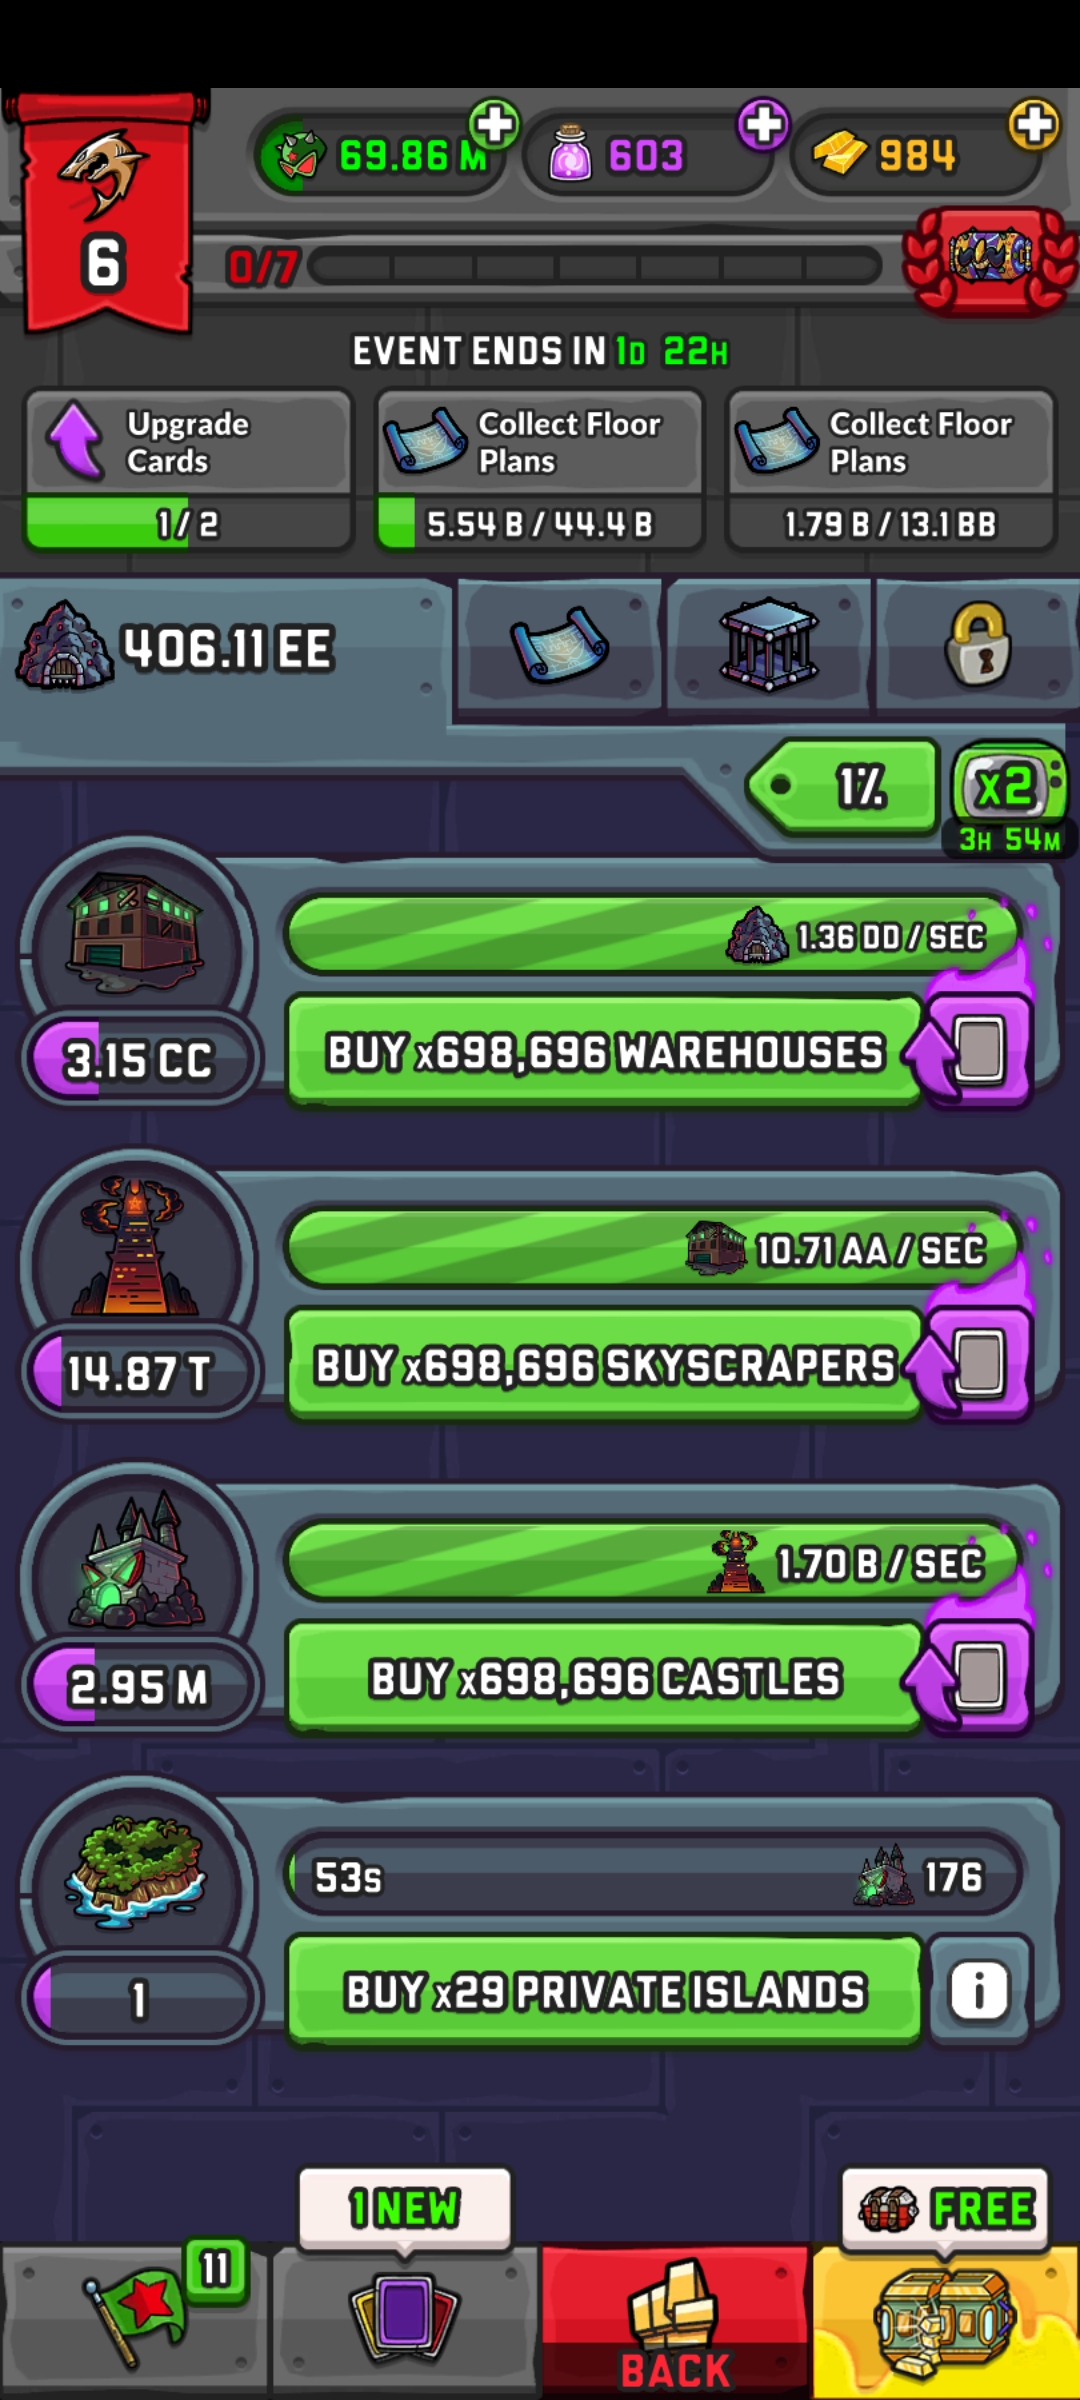 69.86 M
603
984
6
0/7
EVENT ENDS IN 1D 22H
Upgrade Cards
1 / 2
Collect Floor Plans
5.54 B / 44.4 B
Collect Floor Plans
1.79 B / 13.1 BB
406.11 EE
1%
x2
3H 54M
1.36 DD / SEC
3.15 CC
BUY x698,696 WAREHOUSES
10.71 AA / SEC
14.87 T
BUY x698,696 SKYSCRAPERS
1.70 B / SEC
2.95 M
BUY x698,696 CASTLES
53s
176
1
BUY x29 PRIVATE ISLANDS
i
1 NEW
FREE
11
BACK